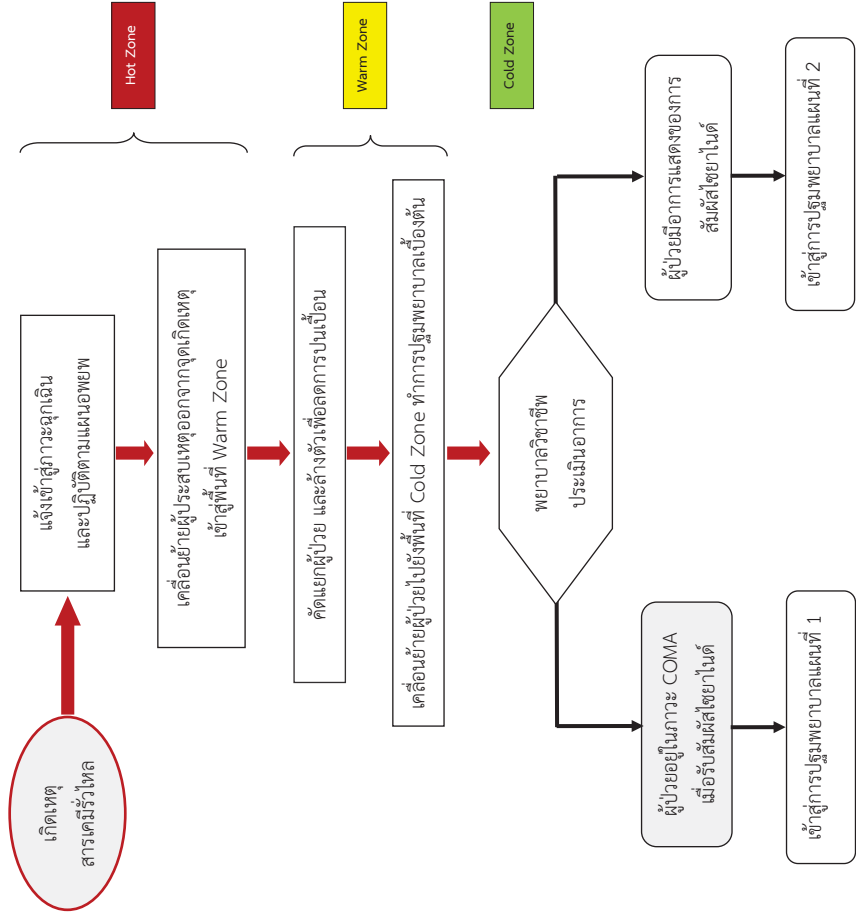 เกิดเหตุ
สารเคมีรั่วไหล
แจ้งเข้าสู่ภาวะฉุกเฉิน
และปฏิบัติตามแผนอพยพ
เคลื่อนย้ายผู้ประสบเหตุออกจากจุดเกิดเหตุ
เข้าสู่พื้นที่ Warm Zone
Hot Zone
คัดแยกผู้ป่วย และล้างตัวเพื่อลดการปนเปื้อน
เคลื่อนย้ายผู้ป่วยไปยังพื้นที่ Cold Zone ทำการปฐมพยาบาลเบื้องต้น
Warm Zone
Cold Zone
พยาบาลวิชาชีพ
ประเมินอาการ
ผู้ป่วยอยู่ในภาวะ COMA
เมื่อรับสัมผัสไซยาไนด์
เข้าสู่การปฐมพยาบาลแผนที่ 1
ผู้ป่วยมีอาการแสดงของการ
สัมผัสไซยาไนด์
เข้าสู่การปฐมพยาบาลแผนที่ 2